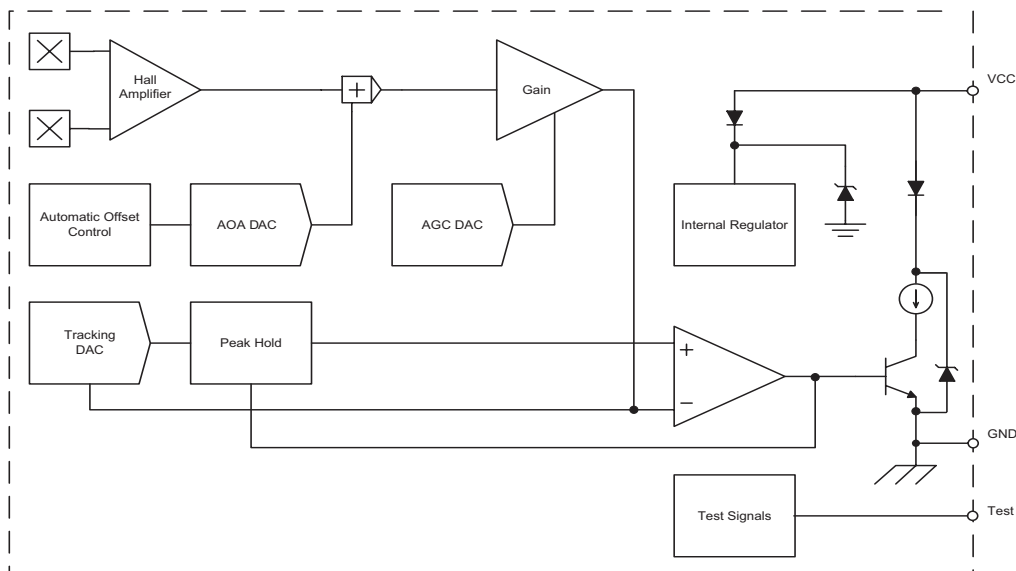 Hall
Amplifier
Gain
VCC
Automatic Offset
Control
AOA DAC
AGC DAC
Internal Regulator
Tracking
DAC
Peak Hold
+
+
−
GND
Test Signals
Test